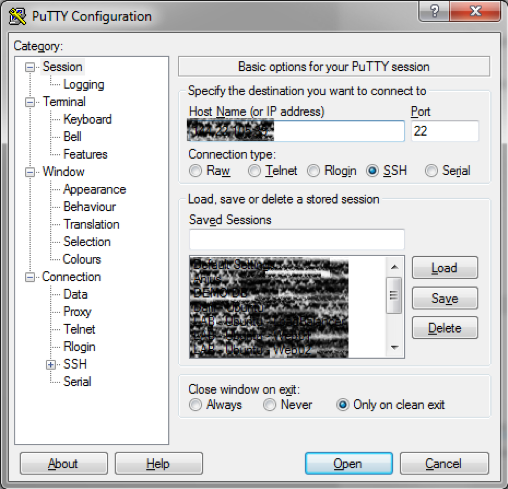 PuTTY Configuration
Category:
Session
Logging
Terminal
Keyboard
Bell
Features
Window
Appearance
Behaviour
Translation
Selection
Colours
Connection
Data
Proxy
Telnet
Rlogin
SSH
Serial
Basic options for your PuTTY session
Specify the destination you want to connect to
Host Name (or IP address) Port
22
Connection type:
Raw Telnet Rlogin SSH Serial
Load, save or delete a stored session
Saved Sessions
Default Settings
Load
Save
Delete
Close window on exit:
Always Never Only on clean exit
About Help Open Cancel